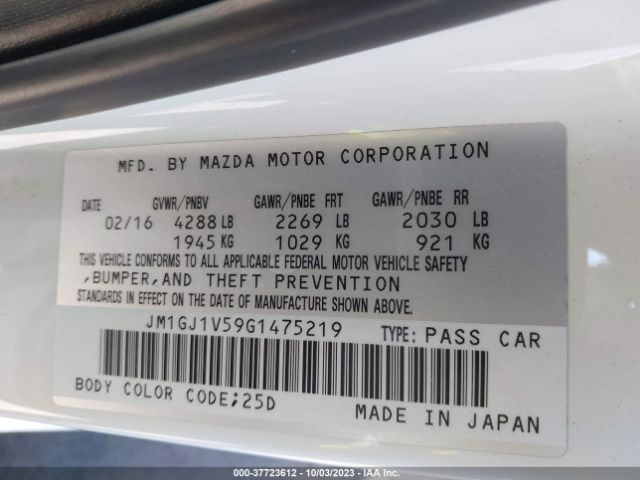 MFD. BY MAZDA MOTOR CORPORATION
DATE GVWR/PNBV GAWR/PNBE FRT GAWR/PNBE RR
02/16 4288 LB 2269 LB 2030 LB
1945 KG 1029 KG 921 KG
THIS VEHICLE CONFORMS TO ALL APPLICABLE FEDERAL MOTOR VEHICLE SAFETY
,BUMPER,AND THEFT PREVENTION
STANDARDS IN EFFECT ON THE DATE OF MANUFACTURE SHOWN ABOVE.
JM1GJ1V59G1475219 TYPE: PASS CAR
BODY COLOR CODE;25D
MADE IN JAPAN
000-37723612 - 10/03/2023 - IAA Inc.